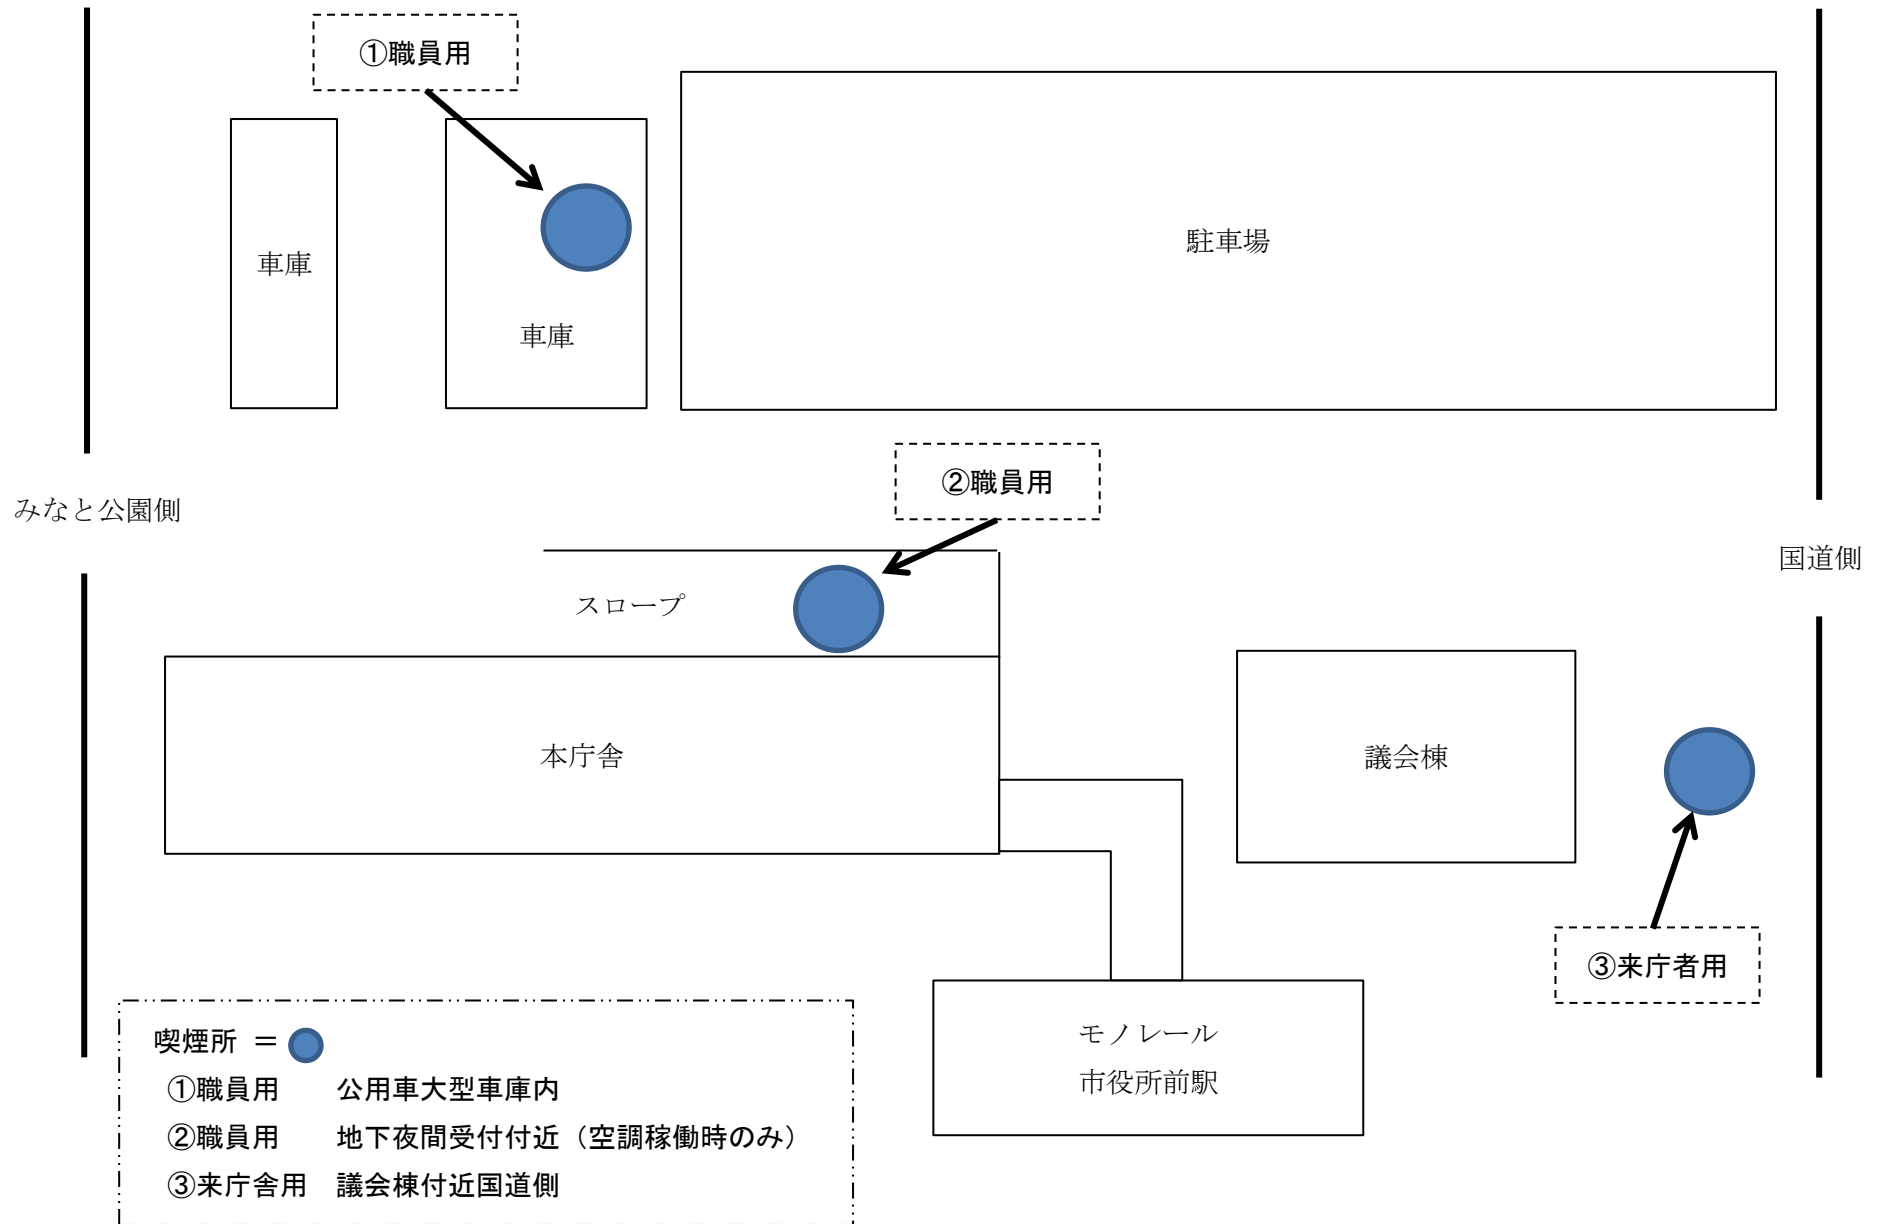 ①職員用
駐車場
車庫
車庫
②職員用
みなと公園側
国道側
スロープ
本庁舎
議会棟
③来庁者用
モノレール
市役所前駅
喫煙所 =
①職員用 公用車大型車庫内
②職員用 地下夜間受付付近（空調稼働時のみ）
③来庁舎用 議会棟付近国道側